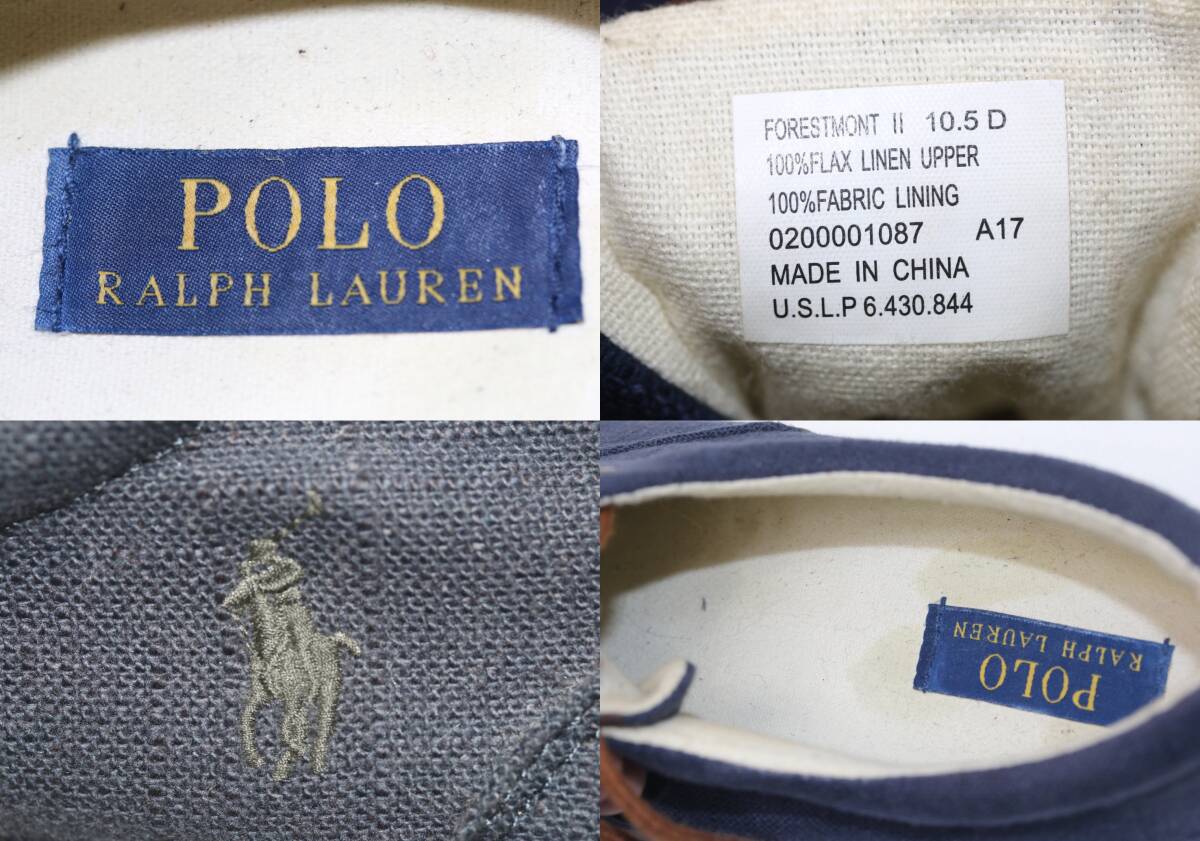 POLO
RALPH LAUREN
FORESTMONT II 10.5 D
100%FLAX LINEN UPPER
100%FABRIC LINING
0200001087 A17
MADE IN CHINA
U.S.L.P 6.430.844
POLO
RALPH LAUREN